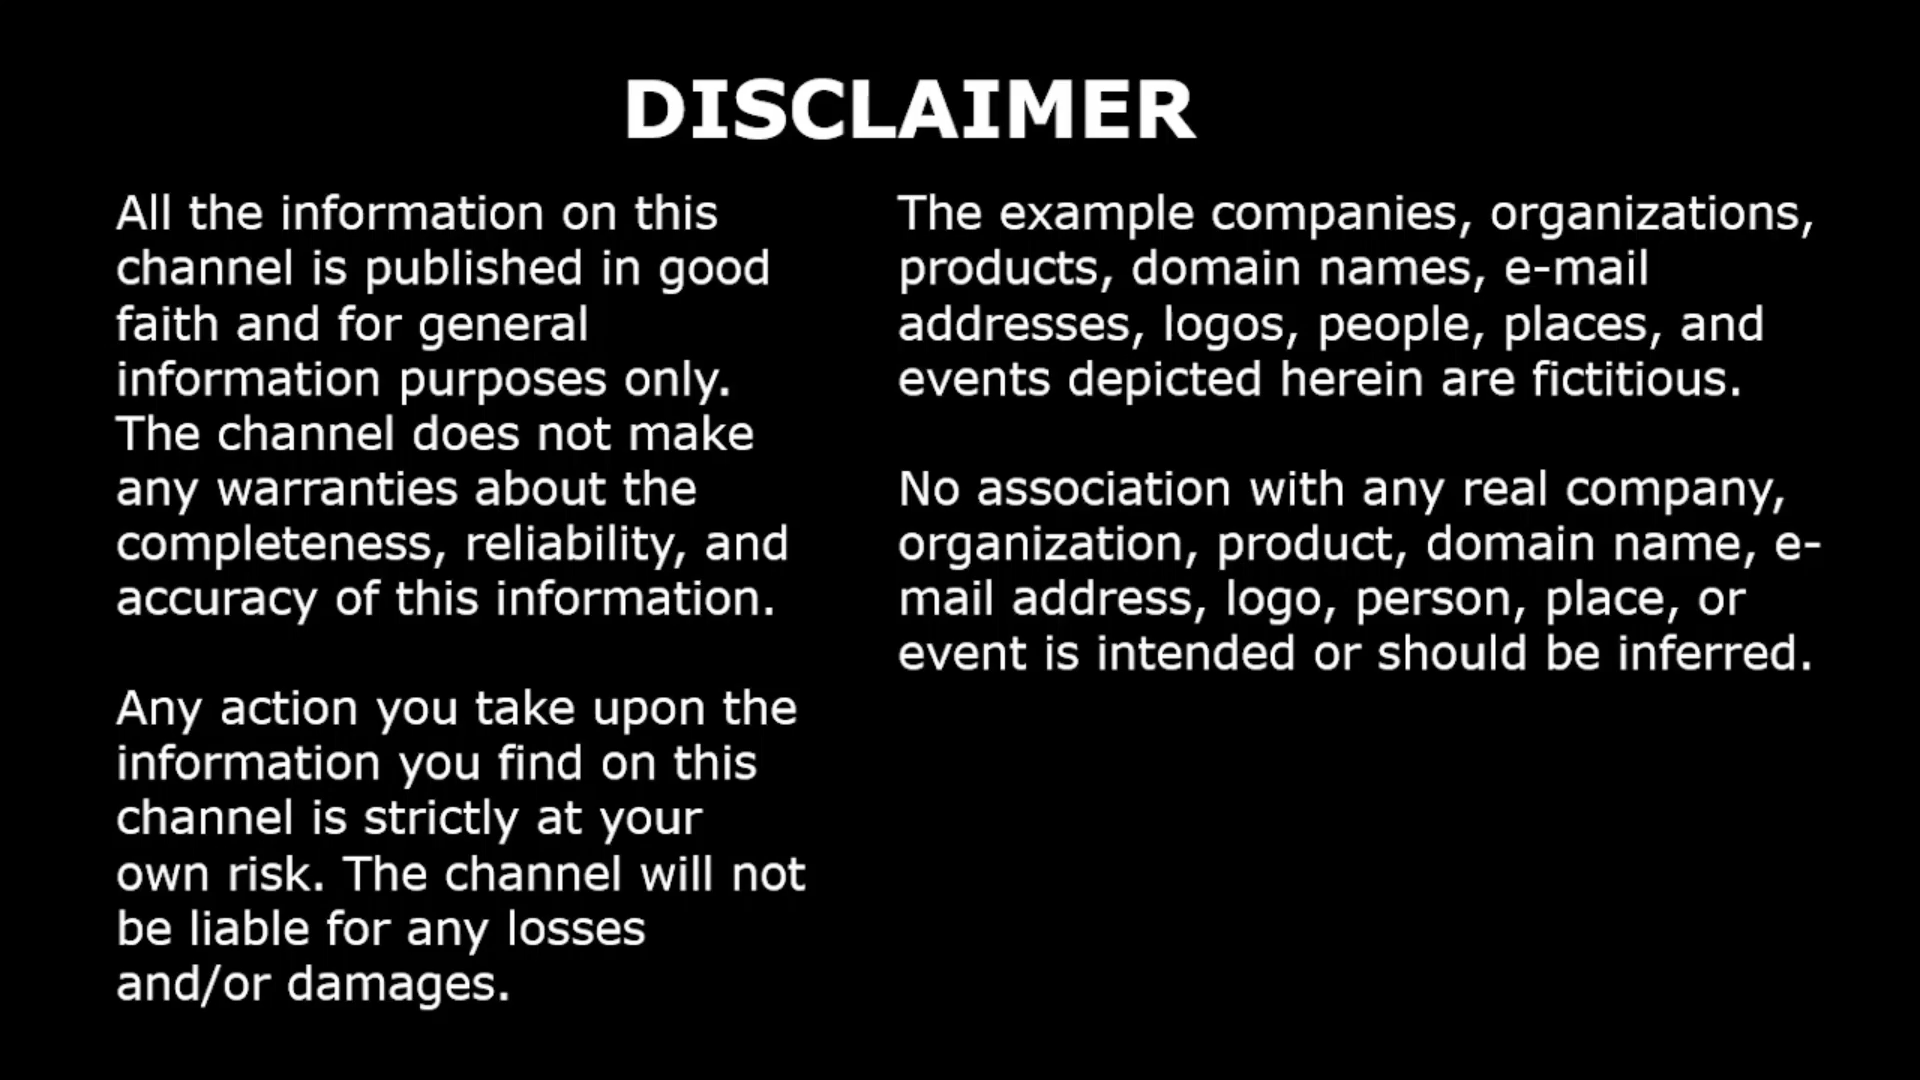 DISCLAIMER
All the information on this
channel is published in good
faith and for general
information purposes only.
The channel does not make
any warranties about the
completeness, reliability, and
accuracy of this information.
Any action you take upon the
information you find on this
channel is strictly at your
own risk. The channel will not
be liable for any losses
and/or damages.
The example companies, organizations,
products, domain names, e-mail
addresses, logos, people, places, and
events depicted herein are fictitious.
No association with any real company,
organization, product, domain name, e-
mail address, logo, person, place, or
event is intended or should be inferred.